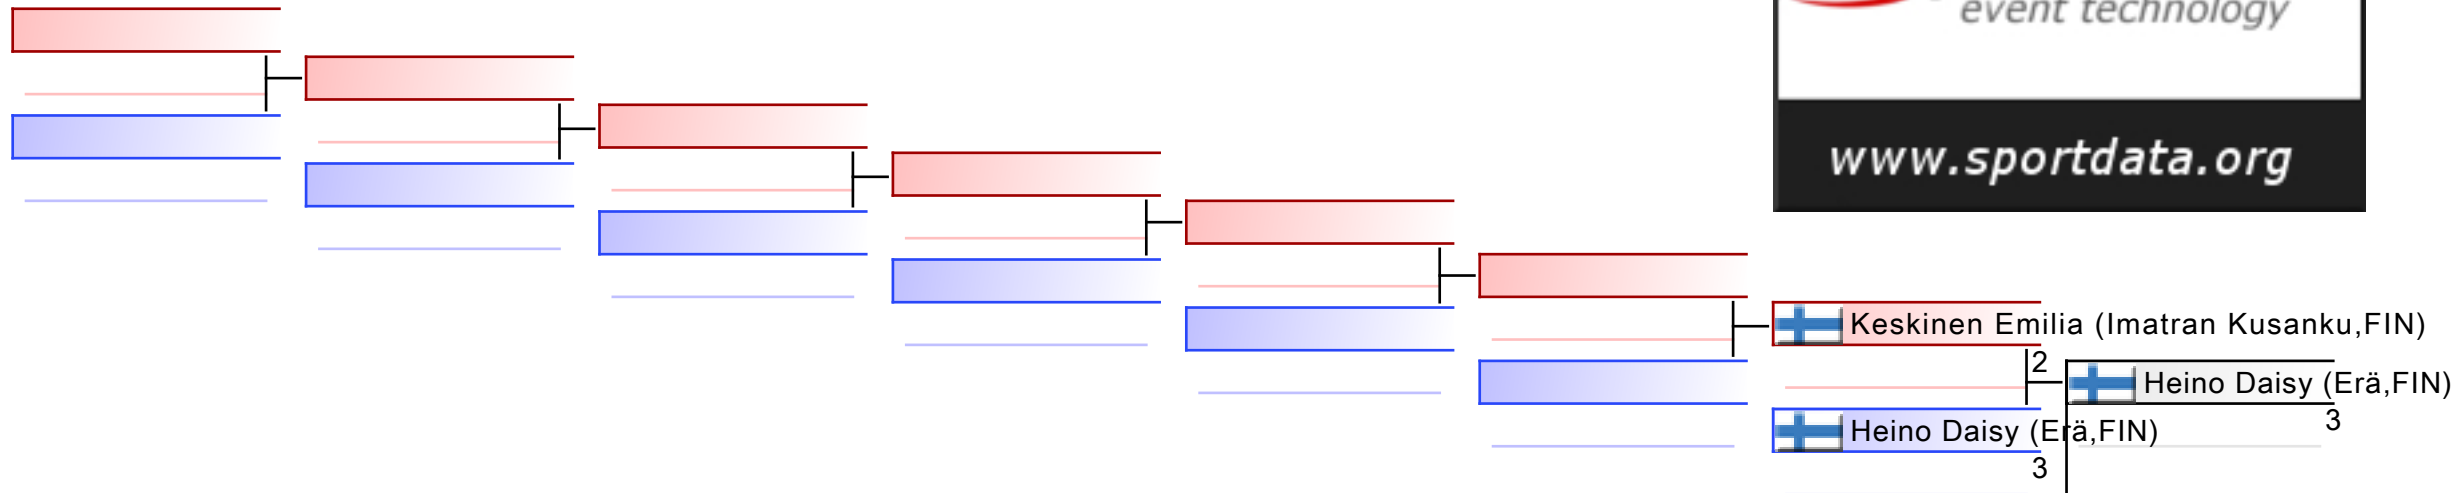 event technology
www.sportdata.org
Keskinen Emilia (Imatran Kusanku,FIN)
2
Heino Daisy (Erä,FIN)
3
Heino Daisy (Erä,FIN)
3